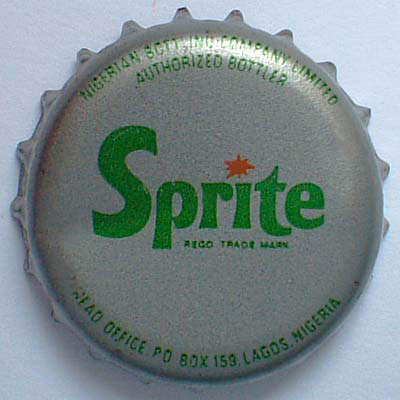 NIGERIAN BOTTLING COMPANY LIMITED
AUTHORIZED BOTTLER
Sprite
REGD. TRADE MARK
HEAD OFFICE, PO BOX 159, LAGOS, NIGERIA